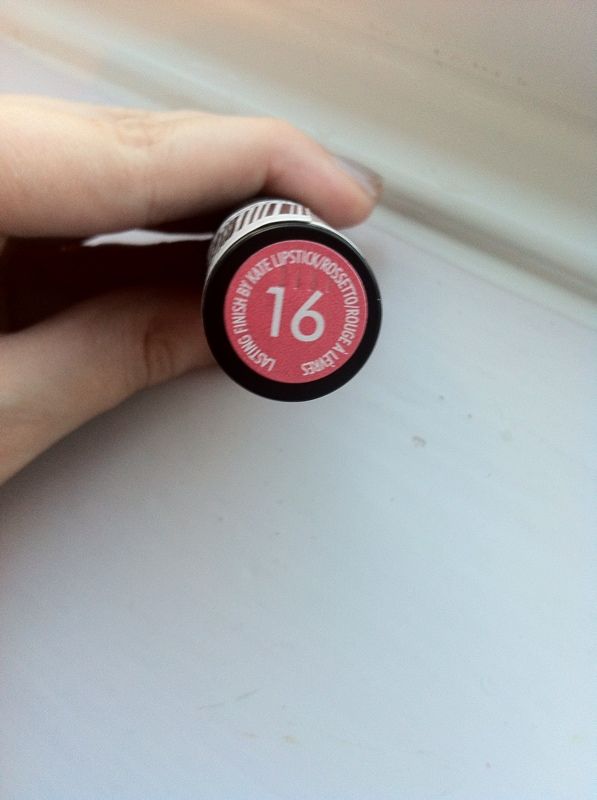 LASTING FINISH BY KATE LIPSTICK/ROSSETTO/ROUGE À LÈVRES
16